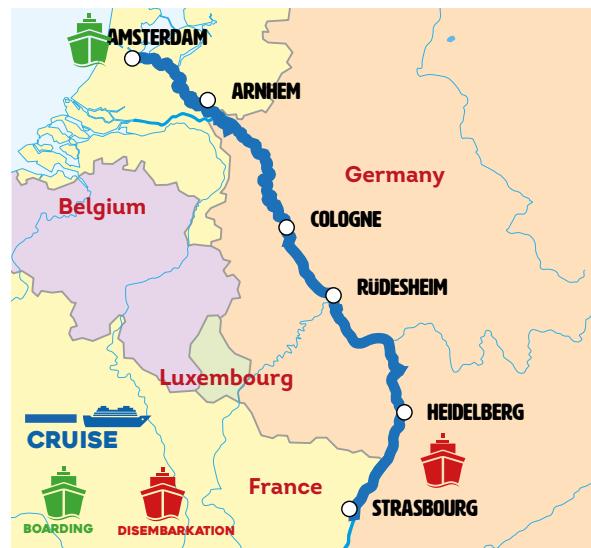 AMSTERDAM
ARNHEM
Germany
Belgium
COLOGNE
RÜDESHEIM
Luxembourg
HEIDELBERG
CRUISE
France
STRASBOURG
BOARDING
DISEMBARKATION